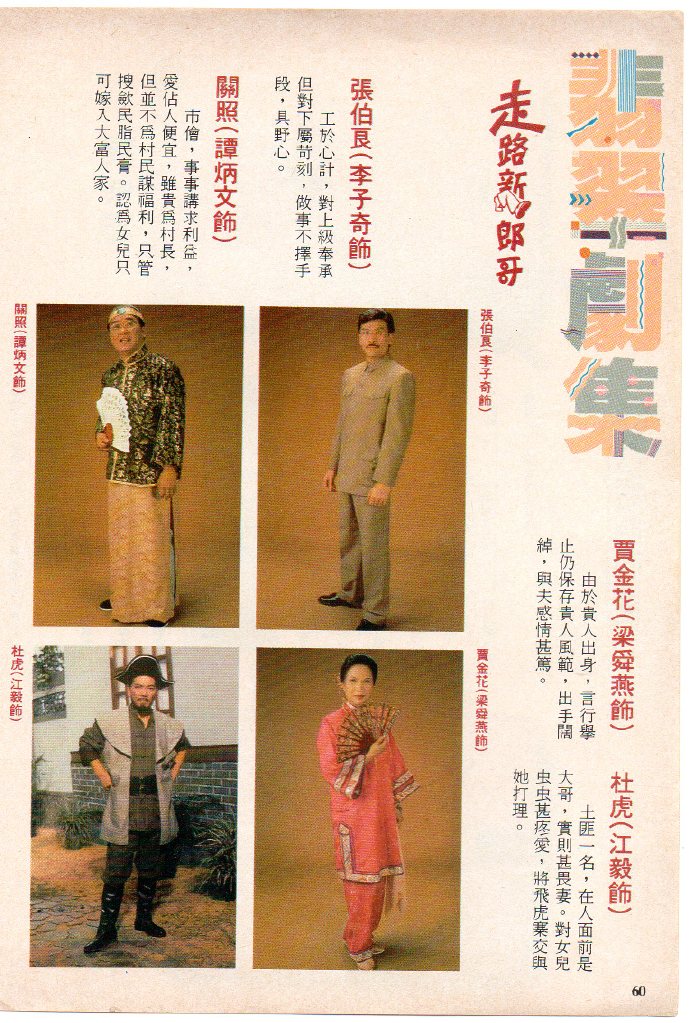 翡翠劇集
走路新郎哥
張伯良(李子奇飾)
工於心計，對上級奉承
但對下屬苛刻，做事不擇手
段，具野心。
關照(譚炳文飾)
市儈，事事講求利益，
愛佔人便宜，雖貴爲村長，
但並不爲村民謀福利，只管
搜歛民脂民膏。認爲女兒只
可嫁入大富人家。
張伯良(李子奇飾)
關照(譚炳文飾)
賈金花(梁舜燕飾)
由於貴人出身，言行擧
止仍保存貴人風範，出手闊
綽，與夫感情甚篤。
杜虎(江毅飾)
土匪一名，在人面前是
大哥，實則甚畏妻。對女兒
虫虫甚疼愛，將飛虎寨交與
她打理。
賈金花(梁舜燕飾)
杜虎(江毅飾)
60